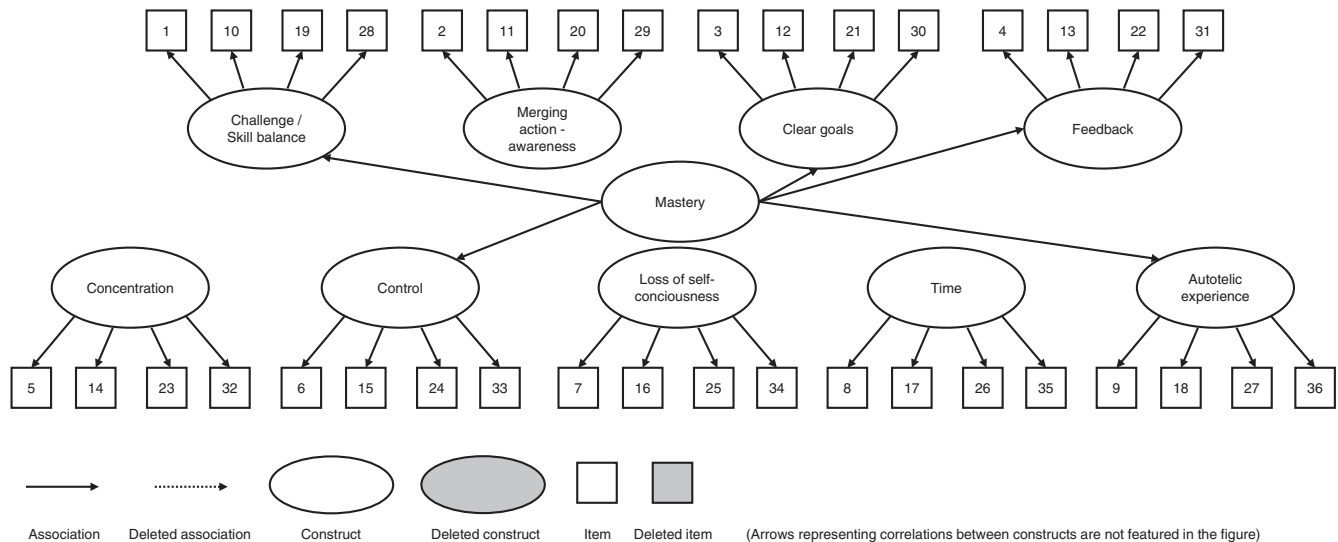 1 10 19 28 2 11 20 29 3 12 21 30 4 13 22 31
Challenge /
Skill balance
Merging
action -
awareness
Clear goals
Feedback
Mastery
Concentration
Control
Loss of self-
conciousness
Time
Autotelic
experience
5 14 23 32 6 15 24 33 7 16 25 34 8 17 26 35 9 18 27 36
Association Deleted association Construct Deleted construct Item Deleted item (Arrows representing correlations between constructs are not featured in the figure)